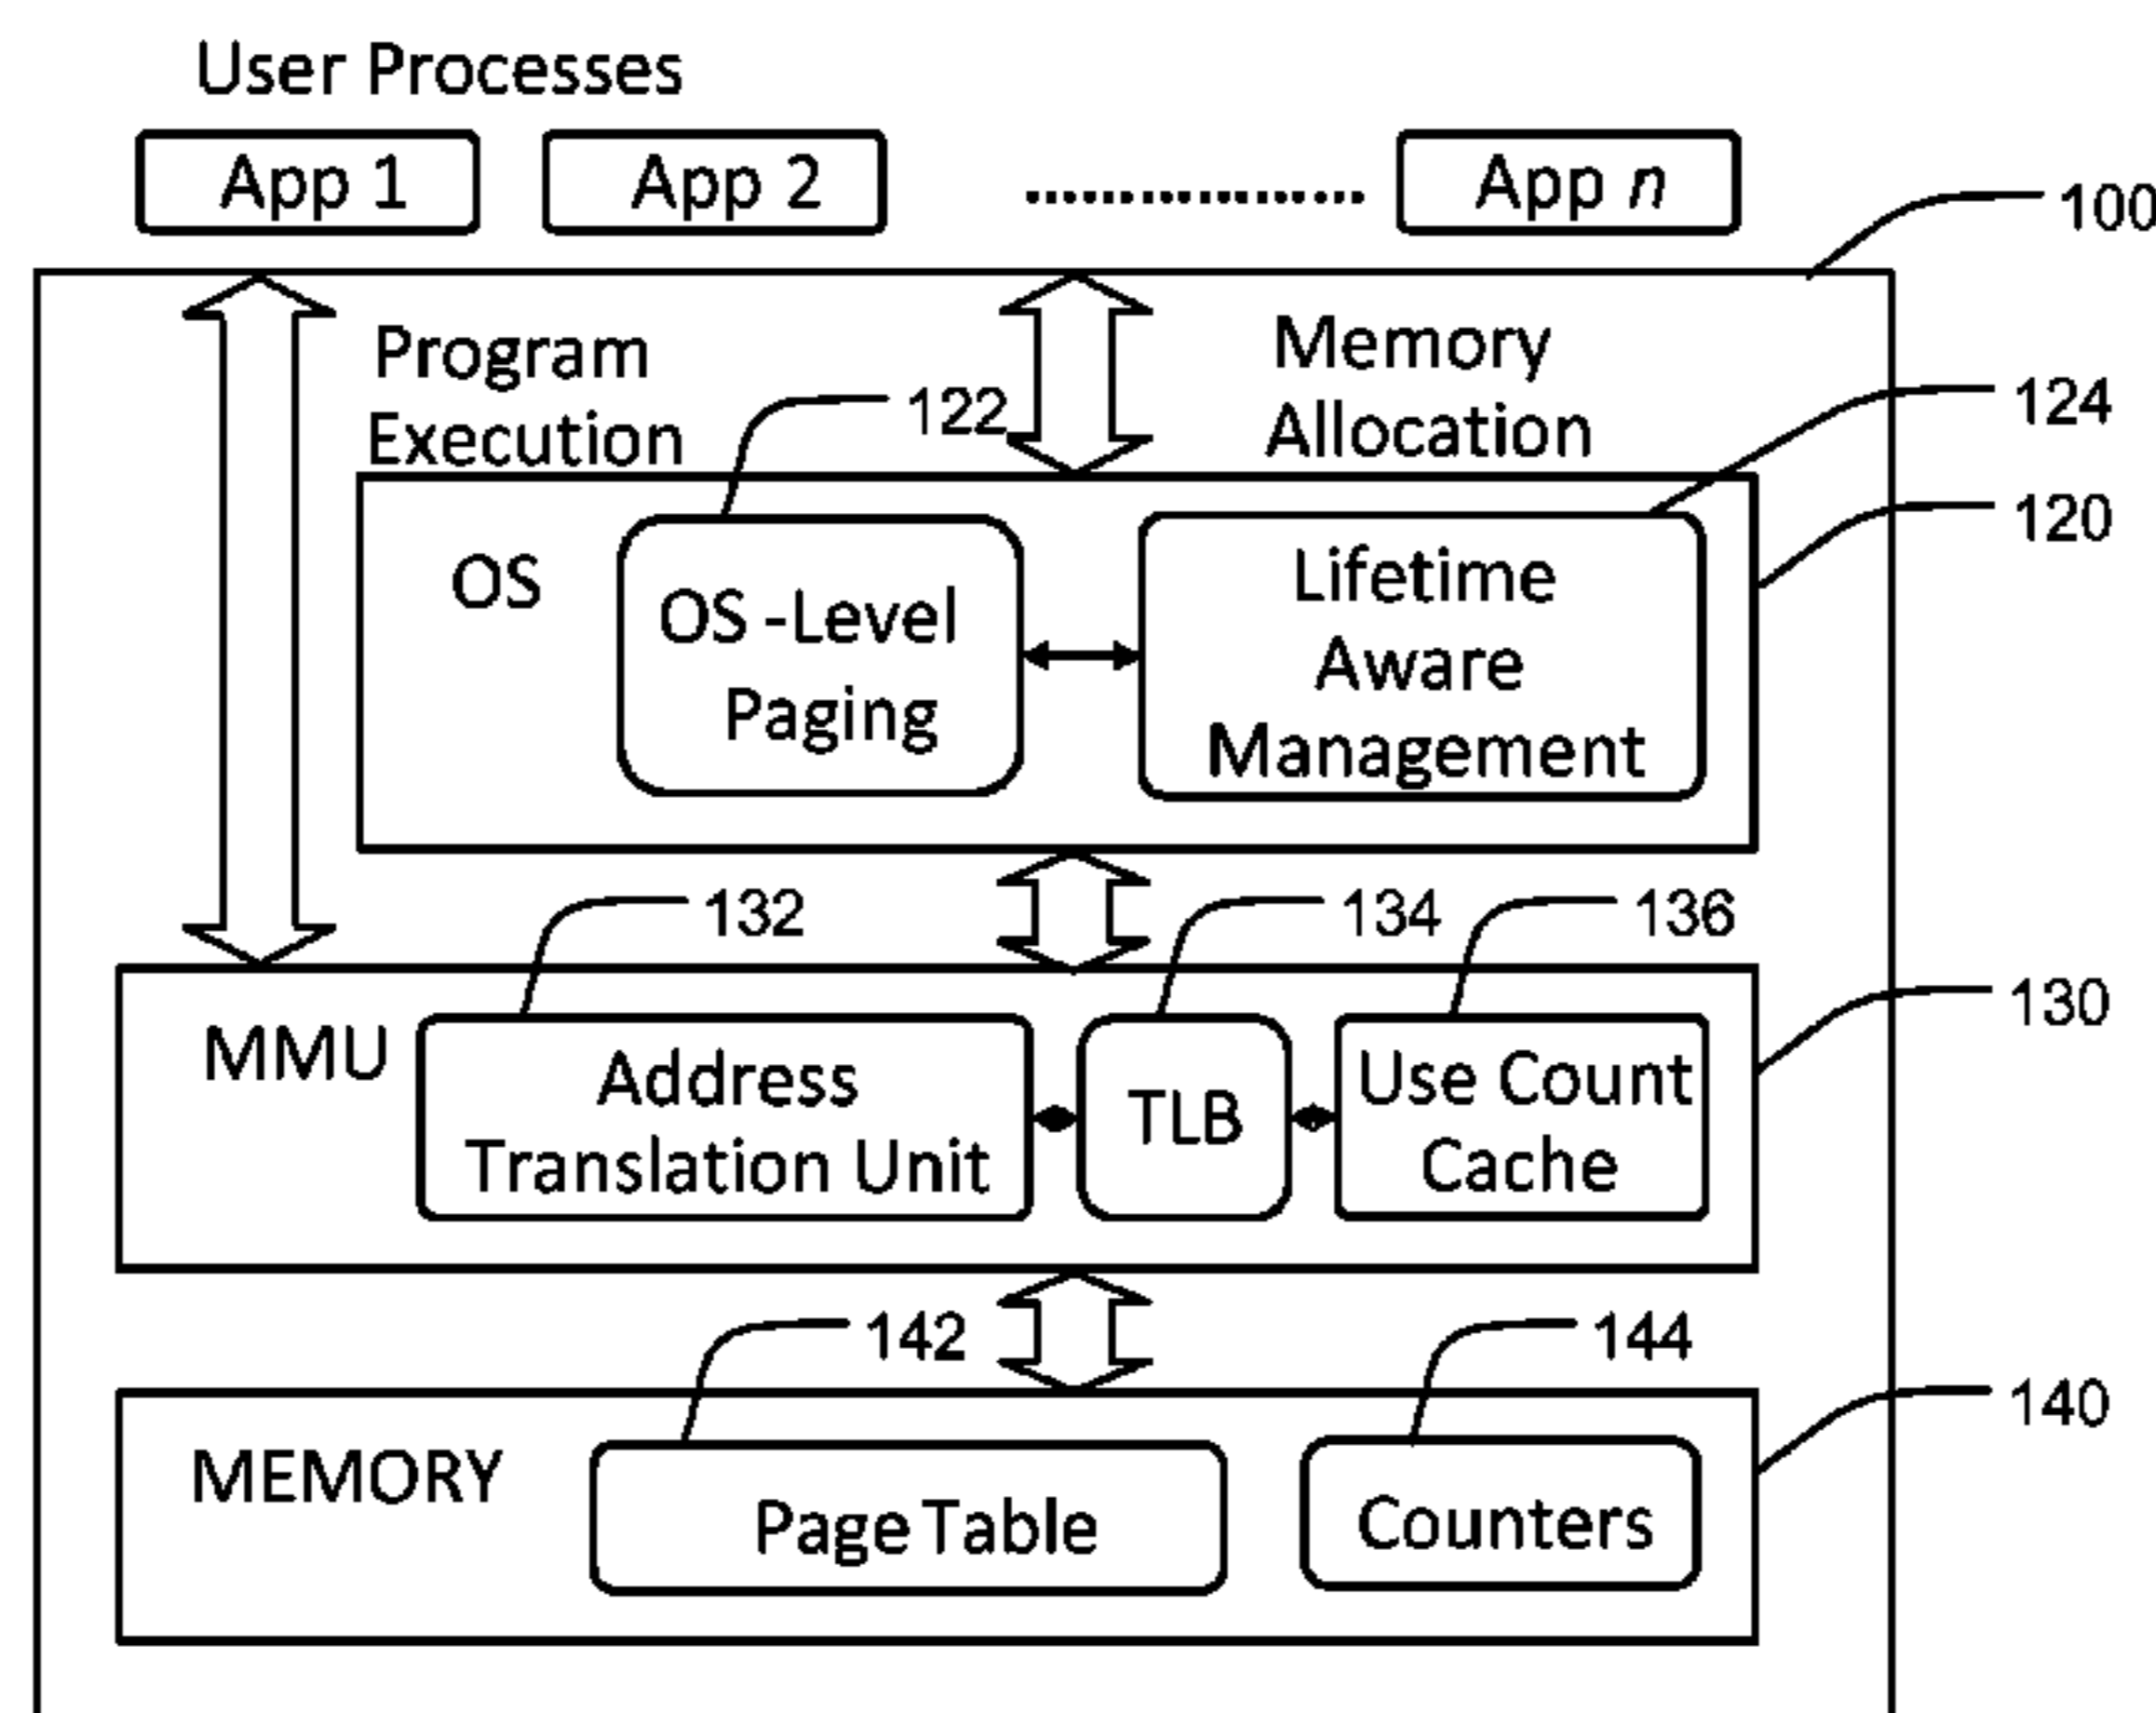 User Processes
App 1
App 2
..................
App n
100
Program
Execution
122
Memory
Allocation
124
120
OS
OS -Level
Paging
Lifetime
Aware
Management
132
134
136
130
MMU
Address
Translation Unit
TLB
Use Count
Cache
142
144
140
MEMORY
Page Table
Counters